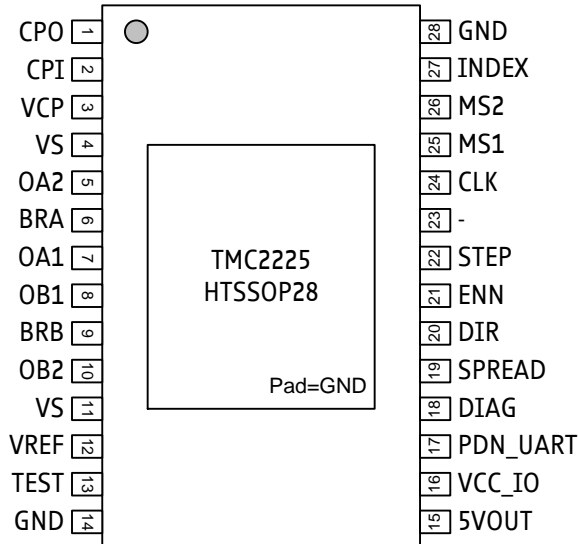 CPO 1 28 GND
CPI 2 27 INDEX
VCP 3 26 MS2
VS 4 25 MS1
OA2 5 24 CLK
BRA 6 23 -
OA1 7 22 STEP
OB1 8 21 ENN
BRB 9 20 DIR
OB2 10 19 SPREAD
VS 11 18 DIAG
VREF 12 17 PDN_UART
TEST 13 16 VCC_IO
GND 14 15 5VOUT
TMC2225
HTSSOP28
Pad=GND